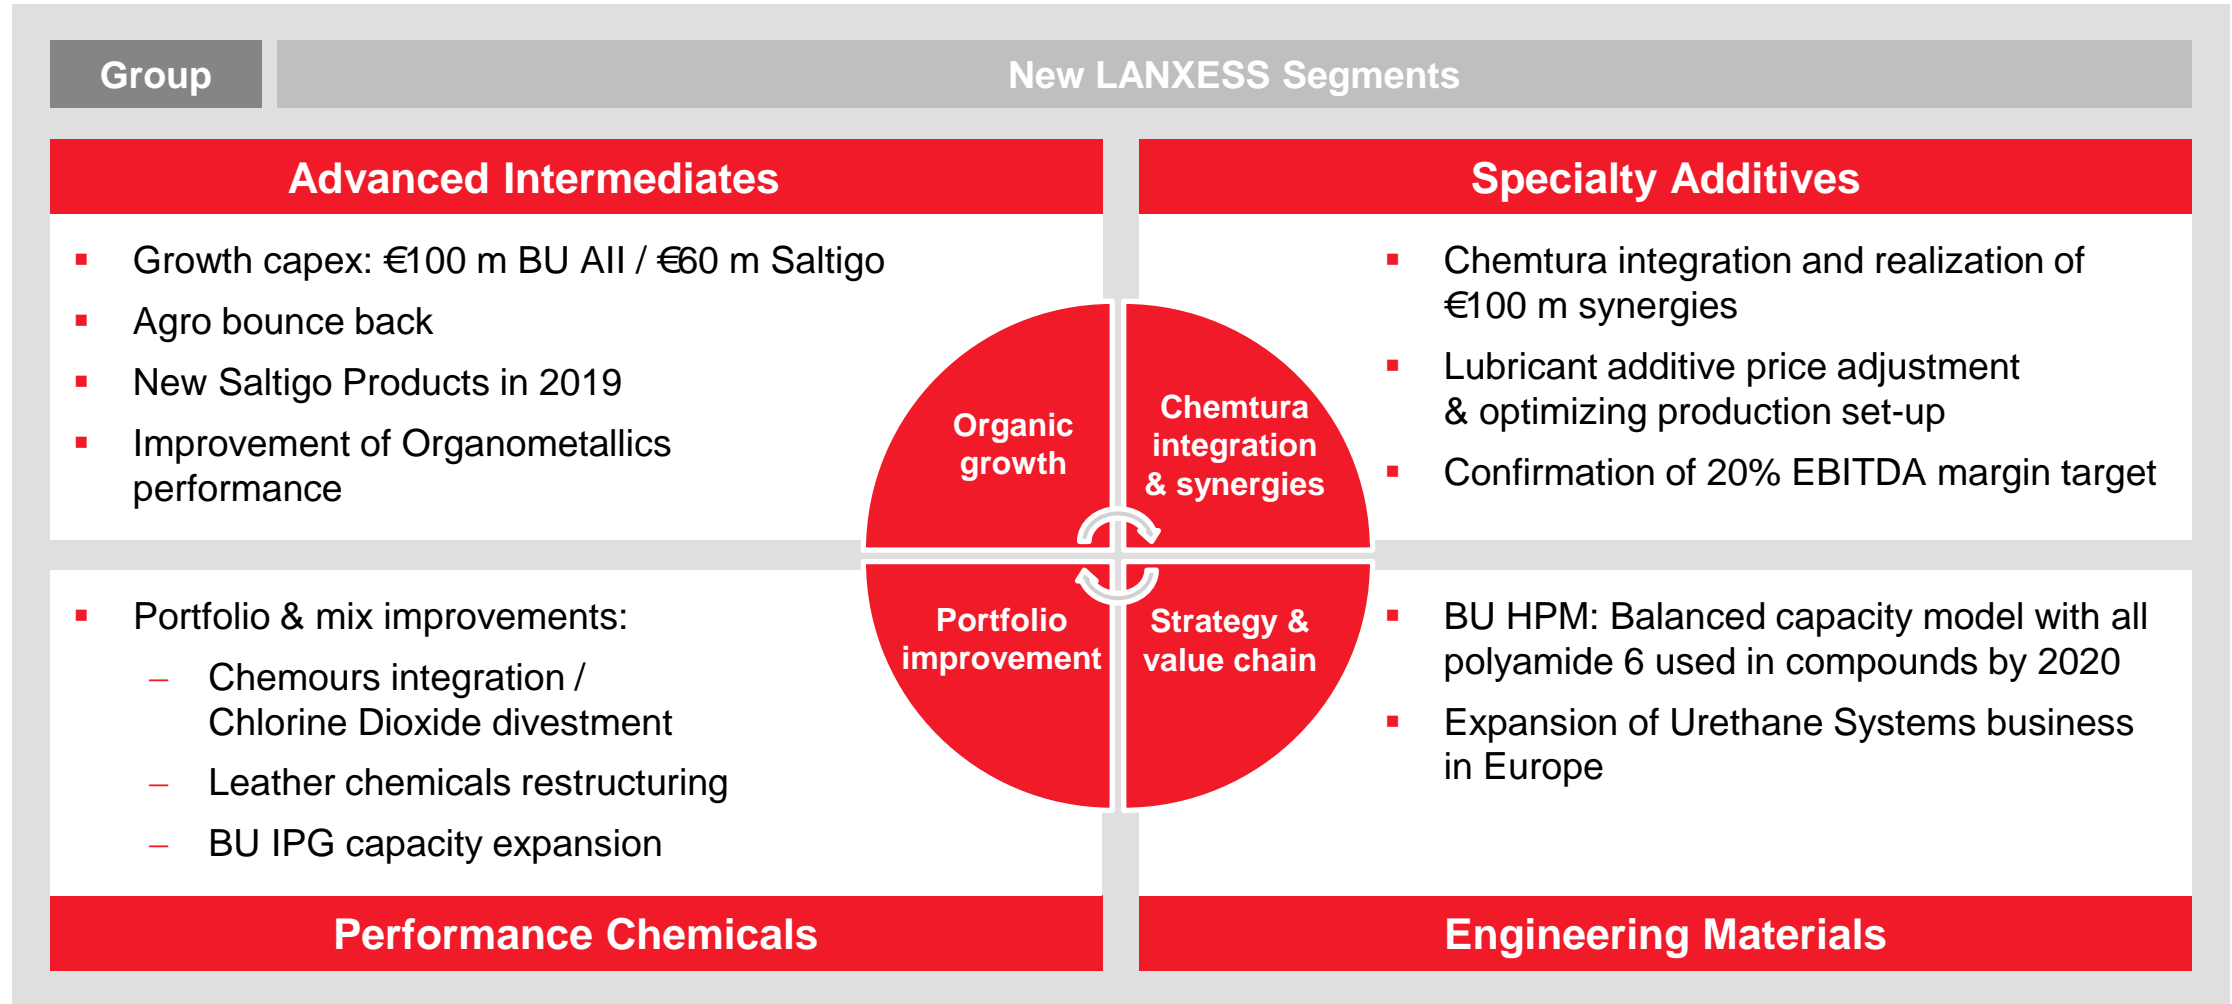 Group
New LANXESS Segments
Advanced Intermediates
▪ Growth capex: €100 m BU AII / €60 m Saltigo
▪ Agro bounce back
▪ New Saltigo Products in 2019
▪ Improvement of Organometallics
performance
Specialty Additives
▪ Chemtura integration and realization of
€100 m synergies
▪ Lubricant additive price adjustment
& optimizing production set-up
▪ Confirmation of 20% EBITDA margin target
Organic
growth
Chemtura
integration
& synergies
Portfolio
improvement
Strategy &
value chain
▪ Portfolio & mix improvements:
– Chemours integration /
Chlorine Dioxide divestment
– Leather chemicals restructuring
– BU IPG capacity expansion
Performance Chemicals
▪ BU HPM: Balanced capacity model with all
polyamide 6 used in compounds by 2020
▪ Expansion of Urethane Systems business
in Europe
Engineering Materials